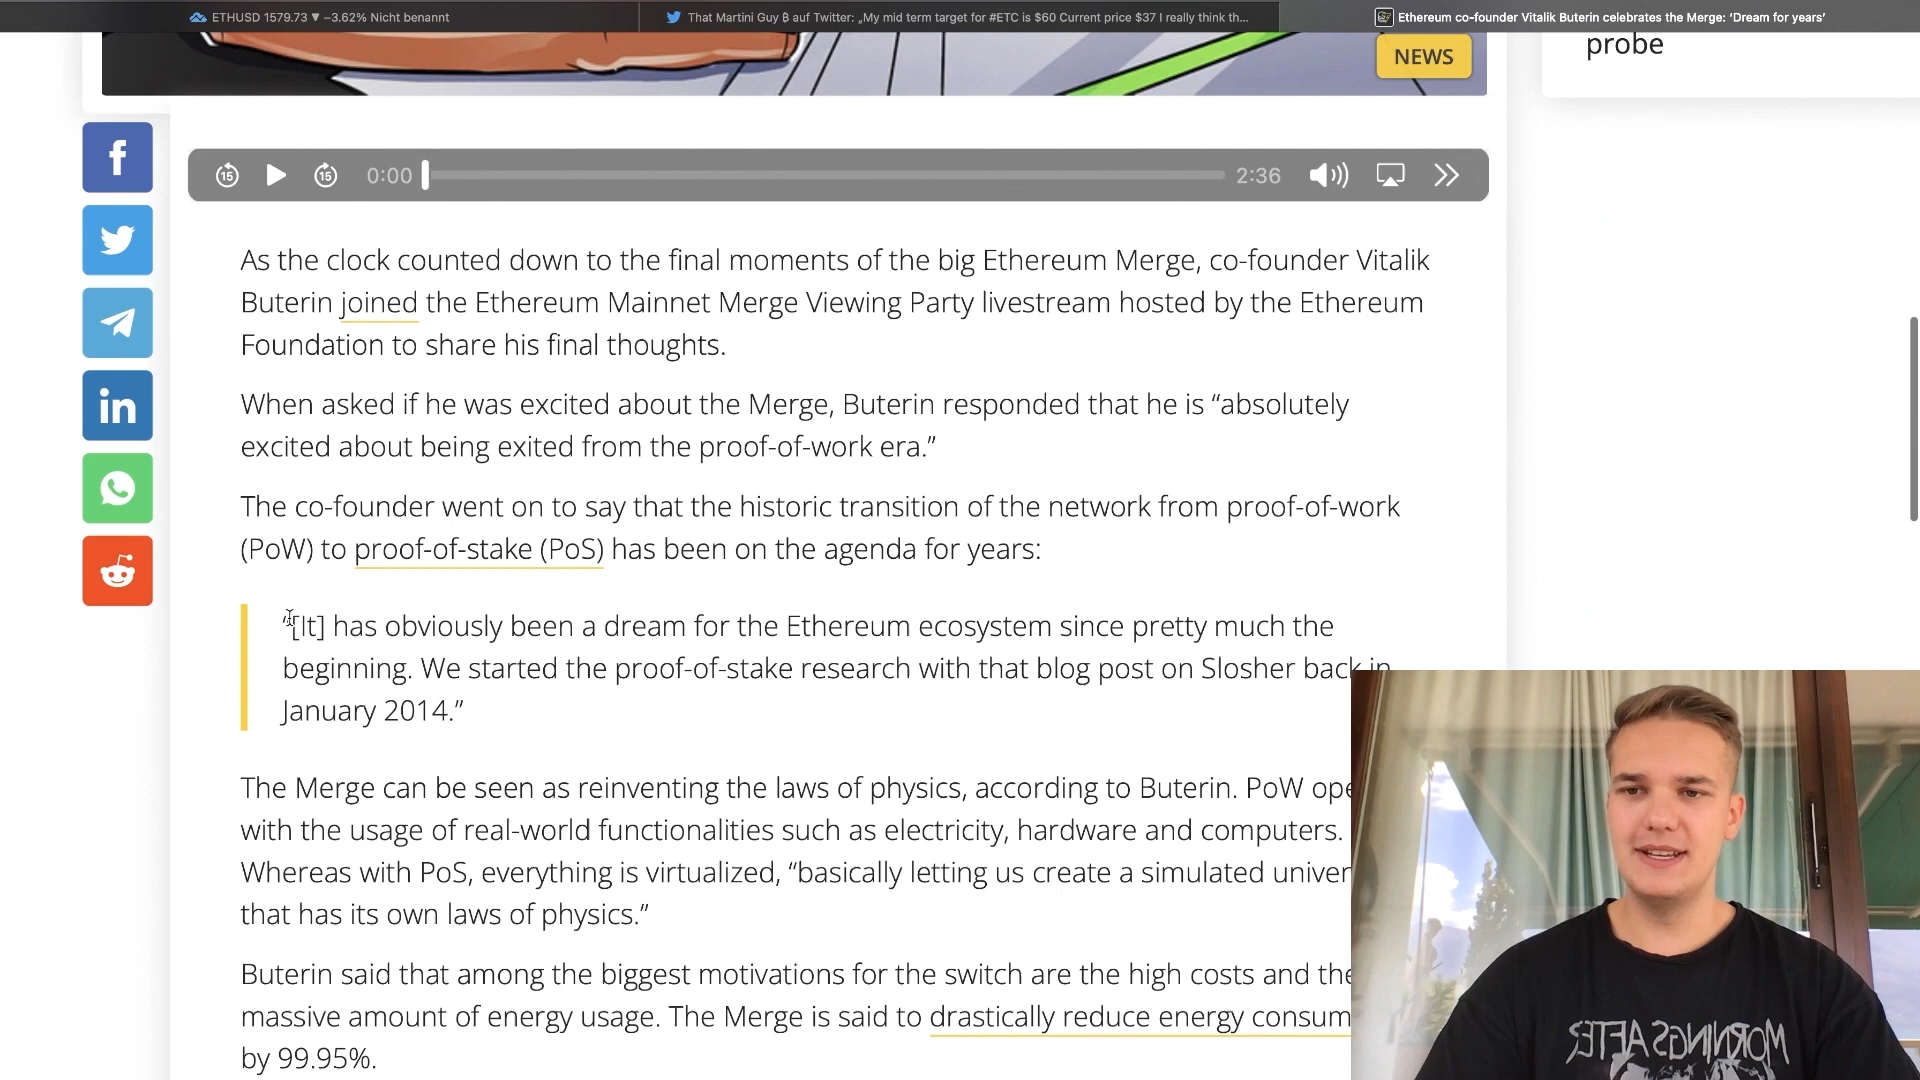 ETHUSD 1579.73 ▼ −3.62% Nicht benannt
That Martini Guy ₿ auf Twitter: „My mid term target for #ETC is $60 Current price $37 I really think th...
Ethereum co-founder Vitalik Buterin celebrates the Merge: ‘Dream for years’
probe
NEWS
15
15
0:00
2:36
As the clock counted down to the final moments of the big Ethereum Merge, co-founder Vitalik
Buterin joined the Ethereum Mainnet Merge Viewing Party livestream hosted by the Ethereum
Foundation to share his final thoughts.
When asked if he was excited about the Merge, Buterin responded that he is “absolutely
excited about being exited from the proof-of-work era.”
The co-founder went on to say that the historic transition of the network from proof-of-work
(PoW) to proof-of-stake (PoS) has been on the agenda for years:
“[It] has obviously been a dream for the Ethereum ecosystem since pretty much the
beginning. We started the proof-of-stake research with that blog post on Slosher back in
January 2014.”
The Merge can be seen as reinventing the laws of physics, according to Buterin. PoW ope
with the usage of real-world functionalities such as electricity, hardware and computers.
Whereas with PoS, everything is virtualized, “basically letting us create a simulated univer
that has its own laws of physics.”
Buterin said that among the biggest motivations for the switch are the high costs and the
massive amount of energy usage. The Merge is said to drastically reduce energy consum
by 99.95%.
MORNINGS AFTER